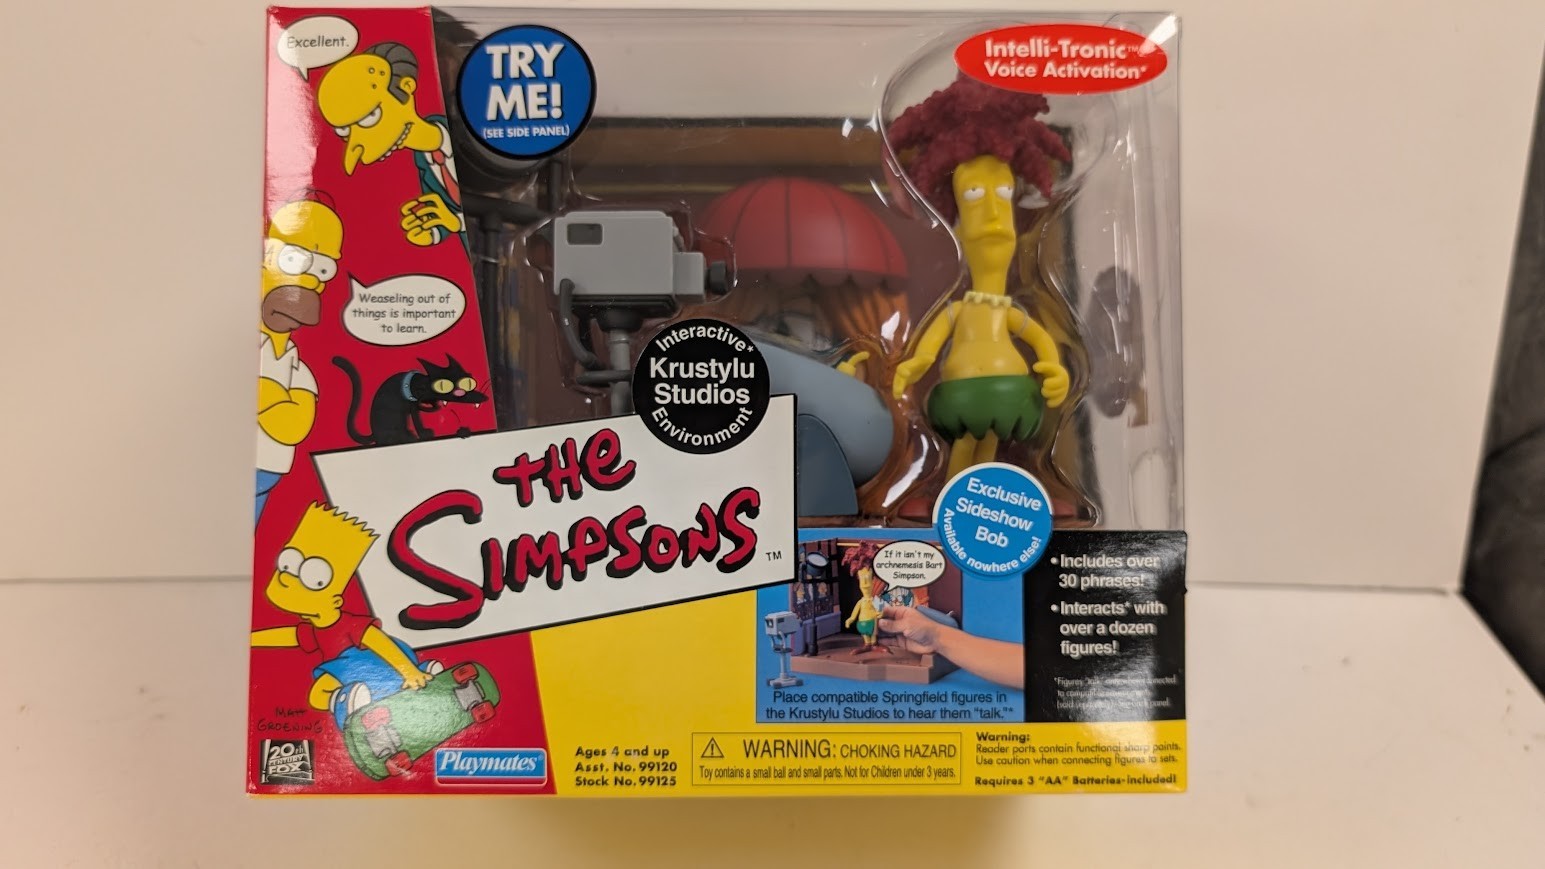 Excellent.
TRY
ME!
(SEE SIDE PANEL)
Intelli-Tronic™
Voice Activation*
Weaseling out of
things is important
to learn.
Interactive*
Krustylu
Studios
Environment
THE
SIMPSONS
TM
Exclusive
Sideshow
Bob
Available nowhere else!
If it isn't my
archnemesis Bart
Simpson.
• Includes over
30 phrases!
• Interacts* with
over a dozen
figures!
Place compatible Springfield figures in
the Krustylu Studios to hear them "talk."*
MATT
GROENING
20th
CENTURY
FOX
Playmates
Ages 4 and up
Asst. No. 99120
Stock No. 99125
WARNING: CHOKING HAZARD
Toy contains a small ball and small parts. Not for Children under 3 years.
Warning:
Reader ports contain functional sharp points.
Use caution when connecting figures to sets.
Requires 3 "AA" Batteries-included!